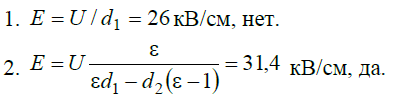 1. E = U / d₁ = 26 кВ/см, нет.
2. E = U ε / (εd₁ − d₂(ε − 1)) = 31,4 кВ/см, да.